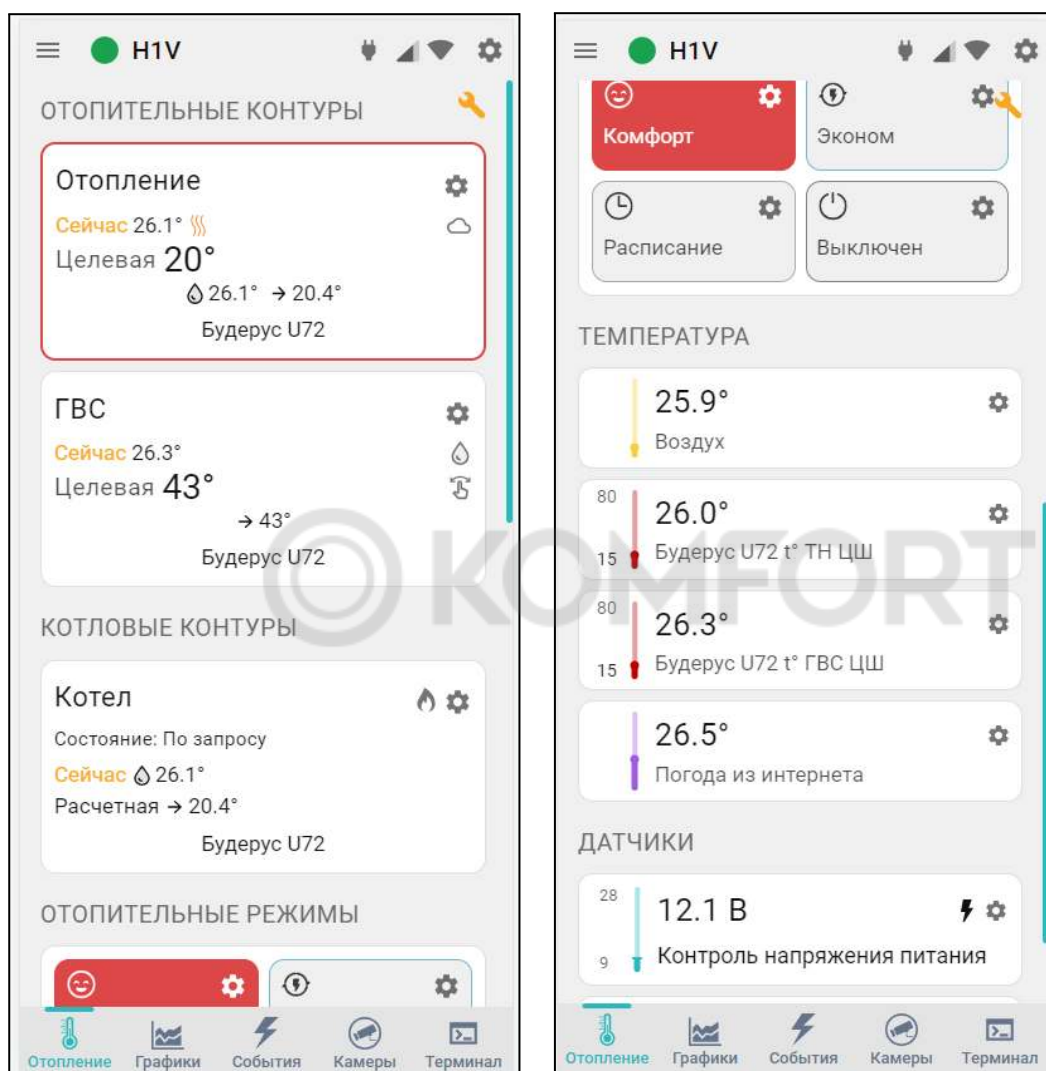 H1V
ОТОПИТЕЛЬНЫЕ КОНТУРЫ
Отопление
Сейчас 26.1°
Целевая 20°
26.1° → 20.4°
Будерус U72
ГВС
Сейчас 26.3°
Целевая 43°
→ 43°
Будерус U72
КОТЛОВЫЕ КОНТУРЫ
Котел
Состояние: По запросу
Сейчас 26.1°
Расчетная → 20.4°
Будерус U72
ОТОПИТЕЛЬНЫЕ РЕЖИМЫ
Отопление Графики События Камеры Терминал
H1V
Комфорт Эконом
Расписание Выключен
ТЕМПЕРАТУРА
25.9°
Воздух
80
26.0°
15 Будерус U72 t° ТН ЦШ
80
26.3°
15 Будерус U72 t° ГВС ЦШ
26.5°
Погода из интернета
ДАТЧИКИ
28
12.1 В
9 Контроль напряжения питания
Отопление Графики События Камеры Терминал
KOMFORT